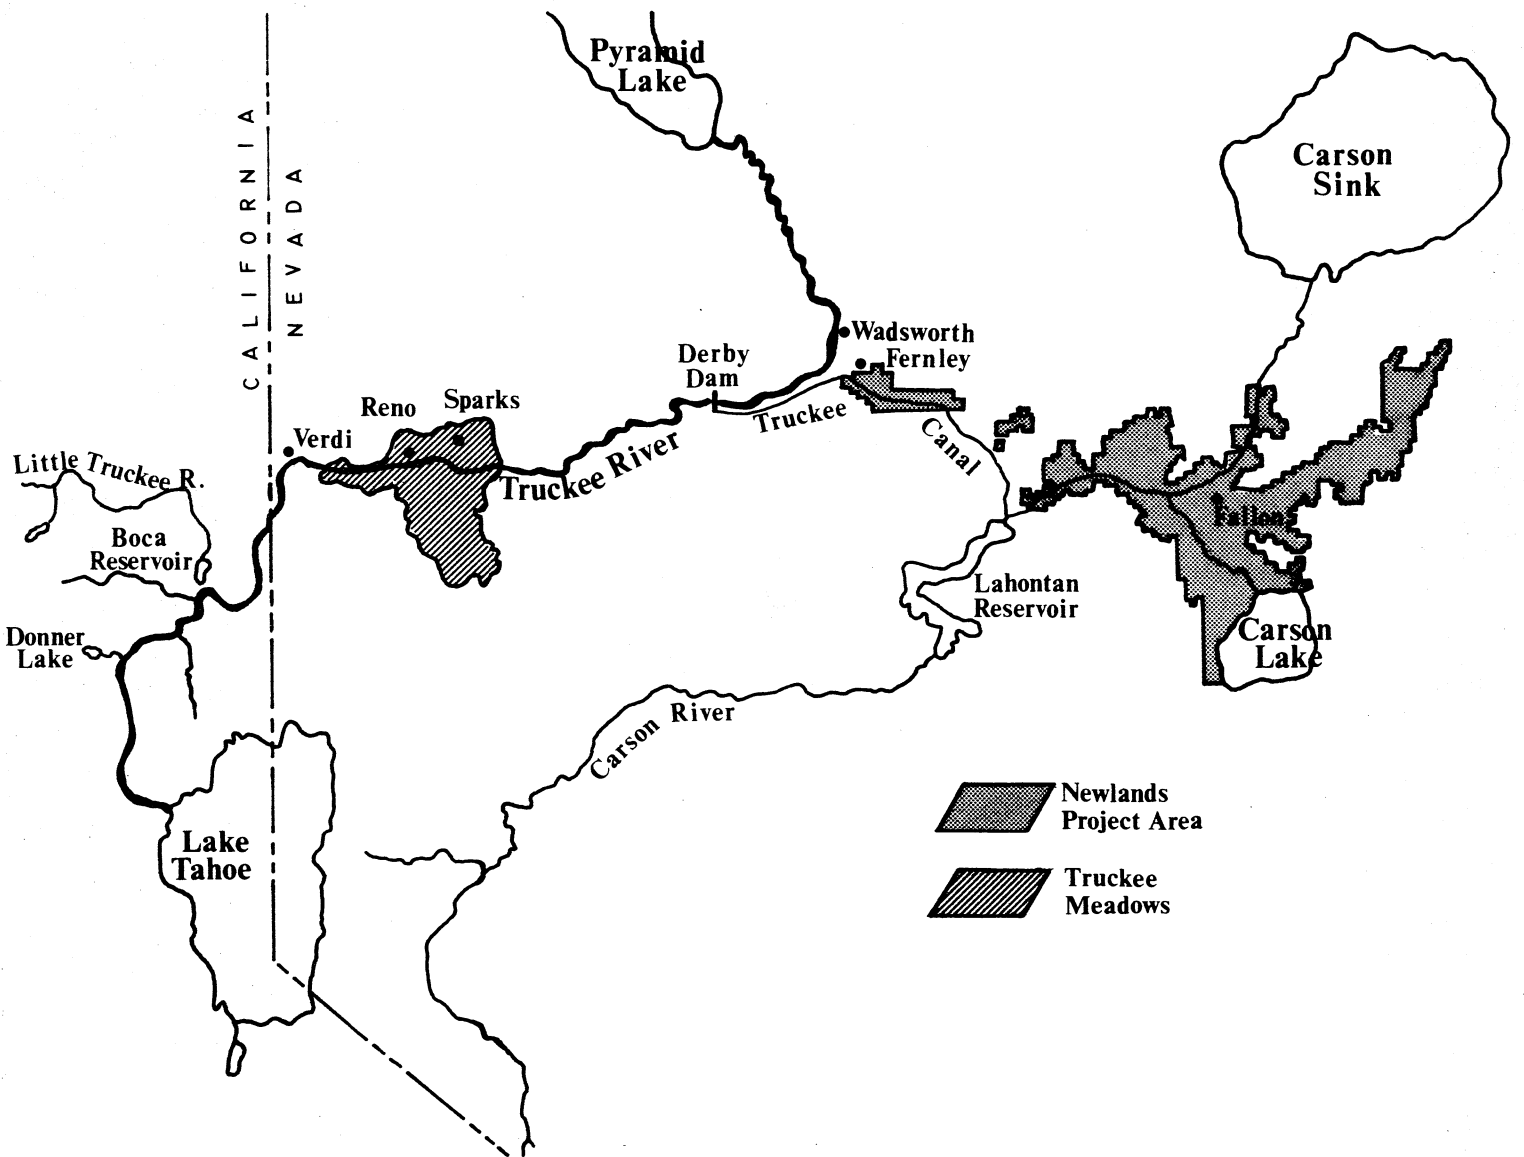 Pyramid
Lake
Carson
Sink
CALIFORNIA
NEVADA
Wadsworth
Fernley
Derby
Dam
Truckee
Canal
Reno
Sparks
Verdi
Truckee River
Little Truckee R.
Boca
Reservoir
Fallon
Lahontan
Reservoir
Donner
Lake
Carson
Lake
Carson River
Lake
Tahoe
Newlands
Project Area
Truckee
Meadows